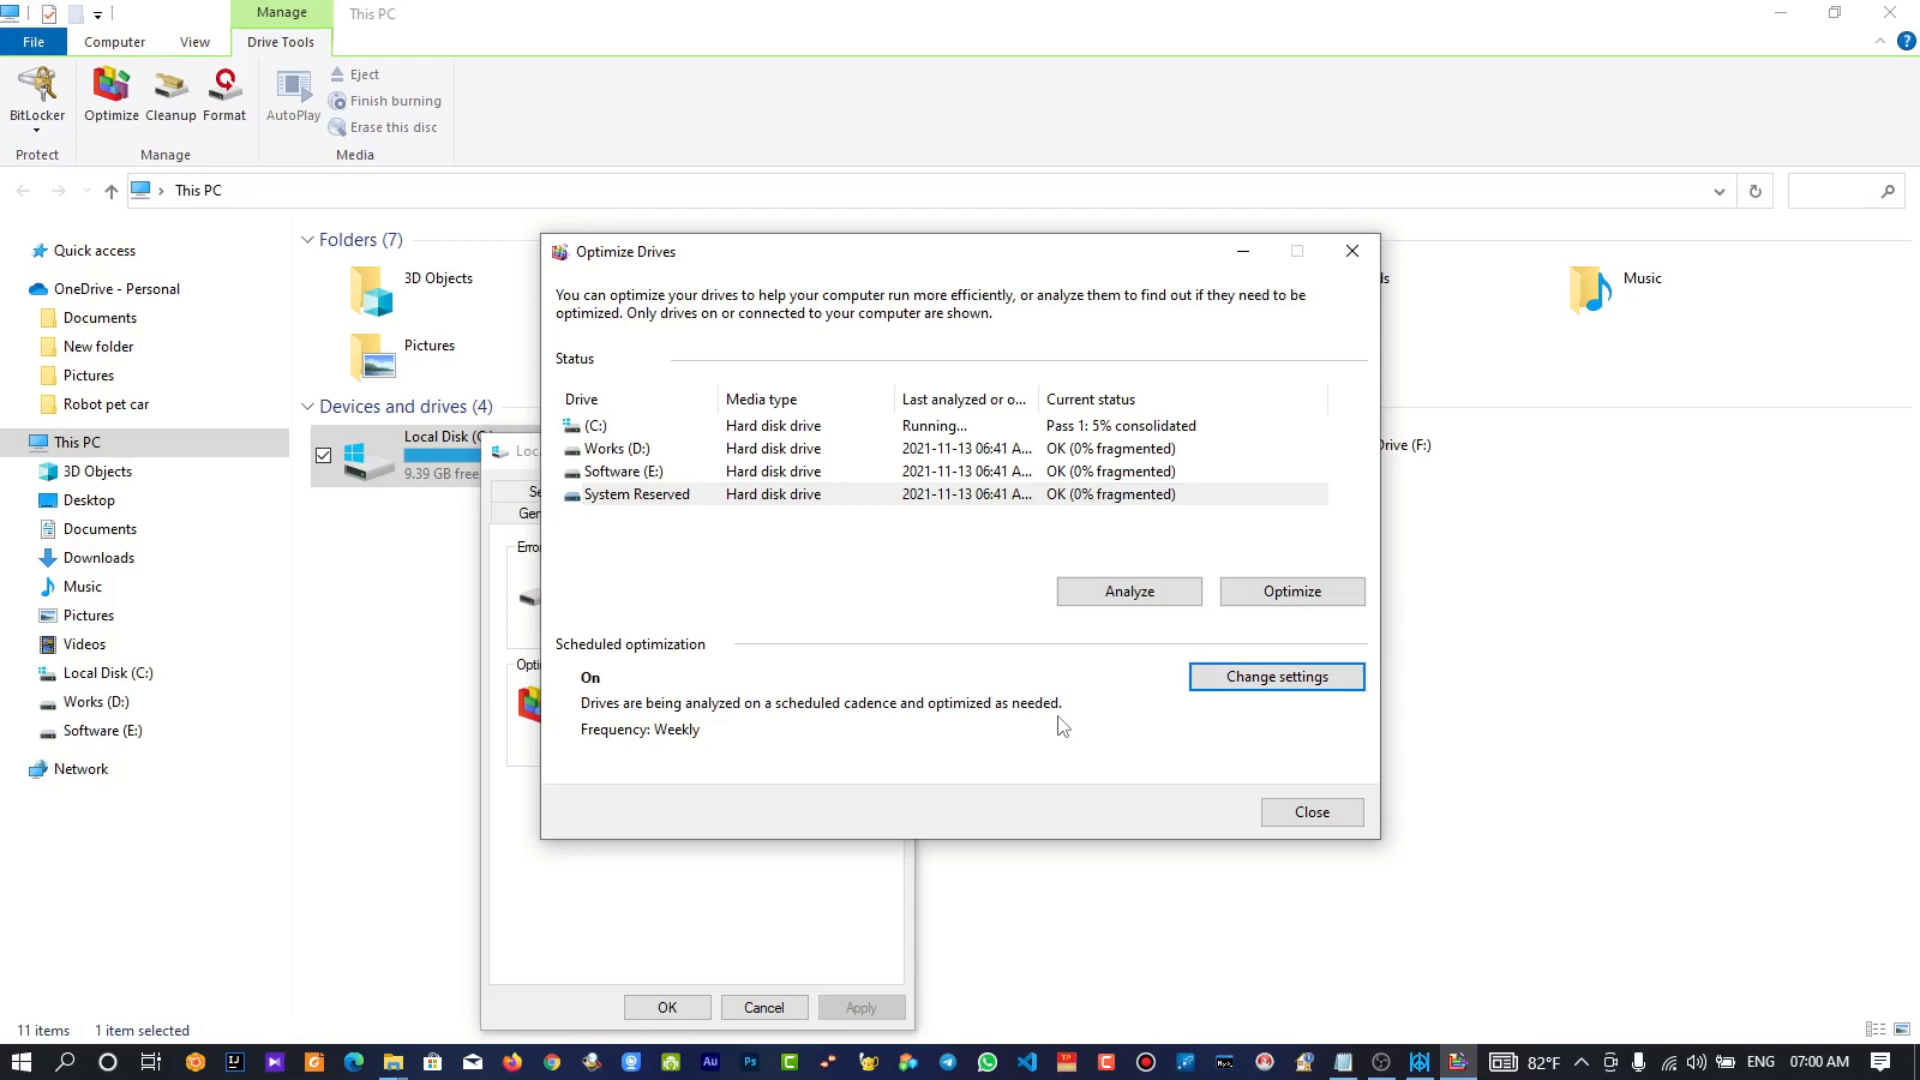 Manage
This PC
File
Computer
View
Drive Tools
BitLocker
Optimize
Cleanup
Format
AutoPlay
Eject
Finish burning
Erase this disc
Protect
Manage
Media
This PC
Quick access
OneDrive - Personal
Documents
New folder
Pictures
Robot pet car
This PC
3D Objects
Desktop
Documents
Downloads
Music
Pictures
Videos
Local Disk (C:)
Works (D:)
Software (E:)
Network
Folders (7)
3D Objects
Pictures
Music
Devices and drives (4)
Local Disk (C
9.39 GB free
(F:)
Optimize Drives
You can optimize your drives to help your computer run more efficiently, or analyze them to find out if they need to be
optimized. Only drives on or connected to your computer are shown.
Status
Drive Media type Last analyzed or o... Current status
(C:) Hard disk drive Running... Pass 1: 5% consolidated
Works (D:) Hard disk drive 2021-11-13 06:41 A... OK (0% fragmented)
Software (E:) Hard disk drive 2021-11-13 06:41 A... OK (0% fragmented)
System Reserved Hard disk drive 2021-11-13 06:41 A... OK (0% fragmented)
Analyze
Optimize
Scheduled optimization
On
Change settings
Drives are being analyzed on a scheduled cadence and optimized as needed.
Frequency: Weekly
Close
OK
Cancel
Apply
11 items
1 item selected
82°F
ENG
07:00 AM